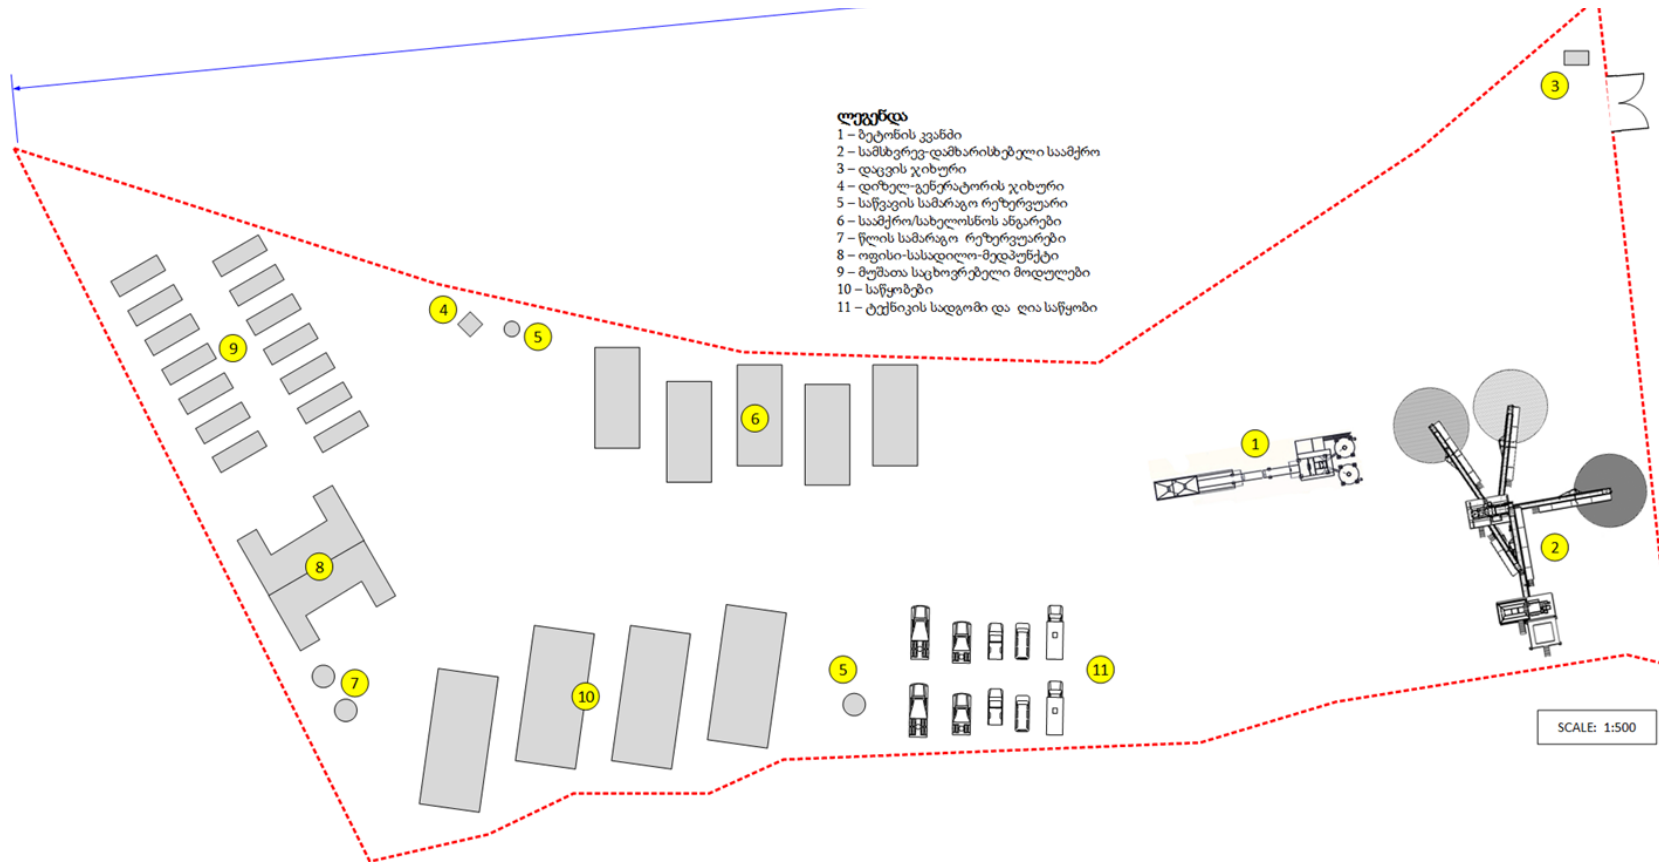 3
ლეგენდა
1 – ბეტონის კვანძი
2 – სამსხვრევ-დამხარისხებელი საამქრო
3 – დაცვის ჯიხური
4 – დიზელ-გენერატორის ჯიხური
5 – საწვავის სამარაგო რეზერვუარი
6 – საამქრო/სახელოსნოს ანგარები
7 – წლის სამარაგო რეზერვუარები
8 – ოფისი-სასადილო-მედპუნქტი
9 – მუშათა საცხოვრებელი მოდულები
10 – საწყობები
11 – ტექნიკის სადგომი და ღია საწყობი
4
5
9
6
1
2
8
7
10
5
11
SCALE: 1:500